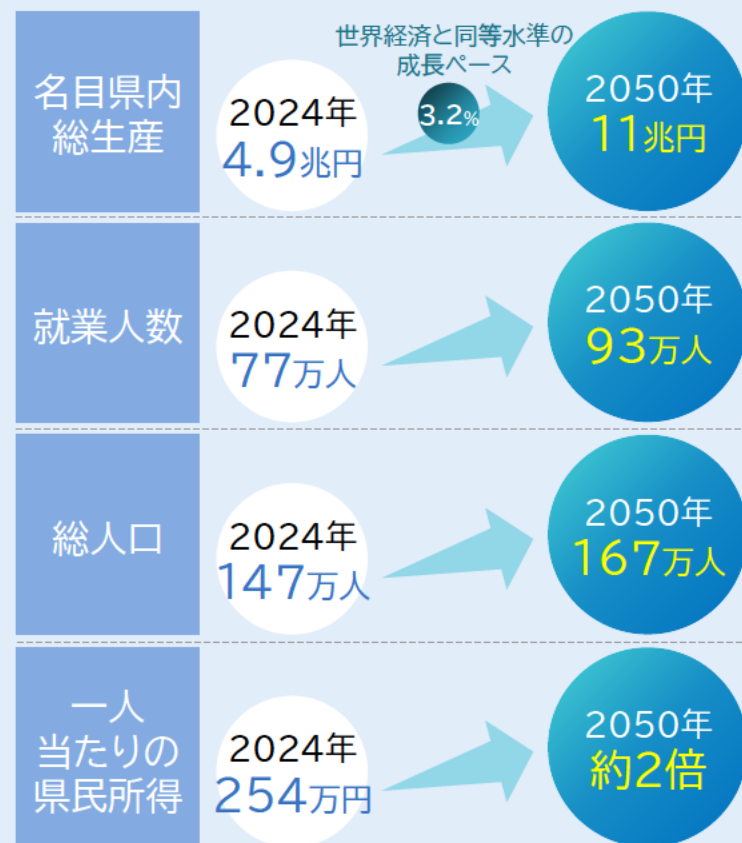 名目県内
総生産
2024年
4.9兆円
世界経済と同等水準の
成長ペース
3.2%
2050年
11兆円
就業人数
2024年
77万人
2050年
93万人
総人口
2024年
147万人
2050年
167万人
一人
当たりの
県民所得
2024年
254万円
2050年
約2倍